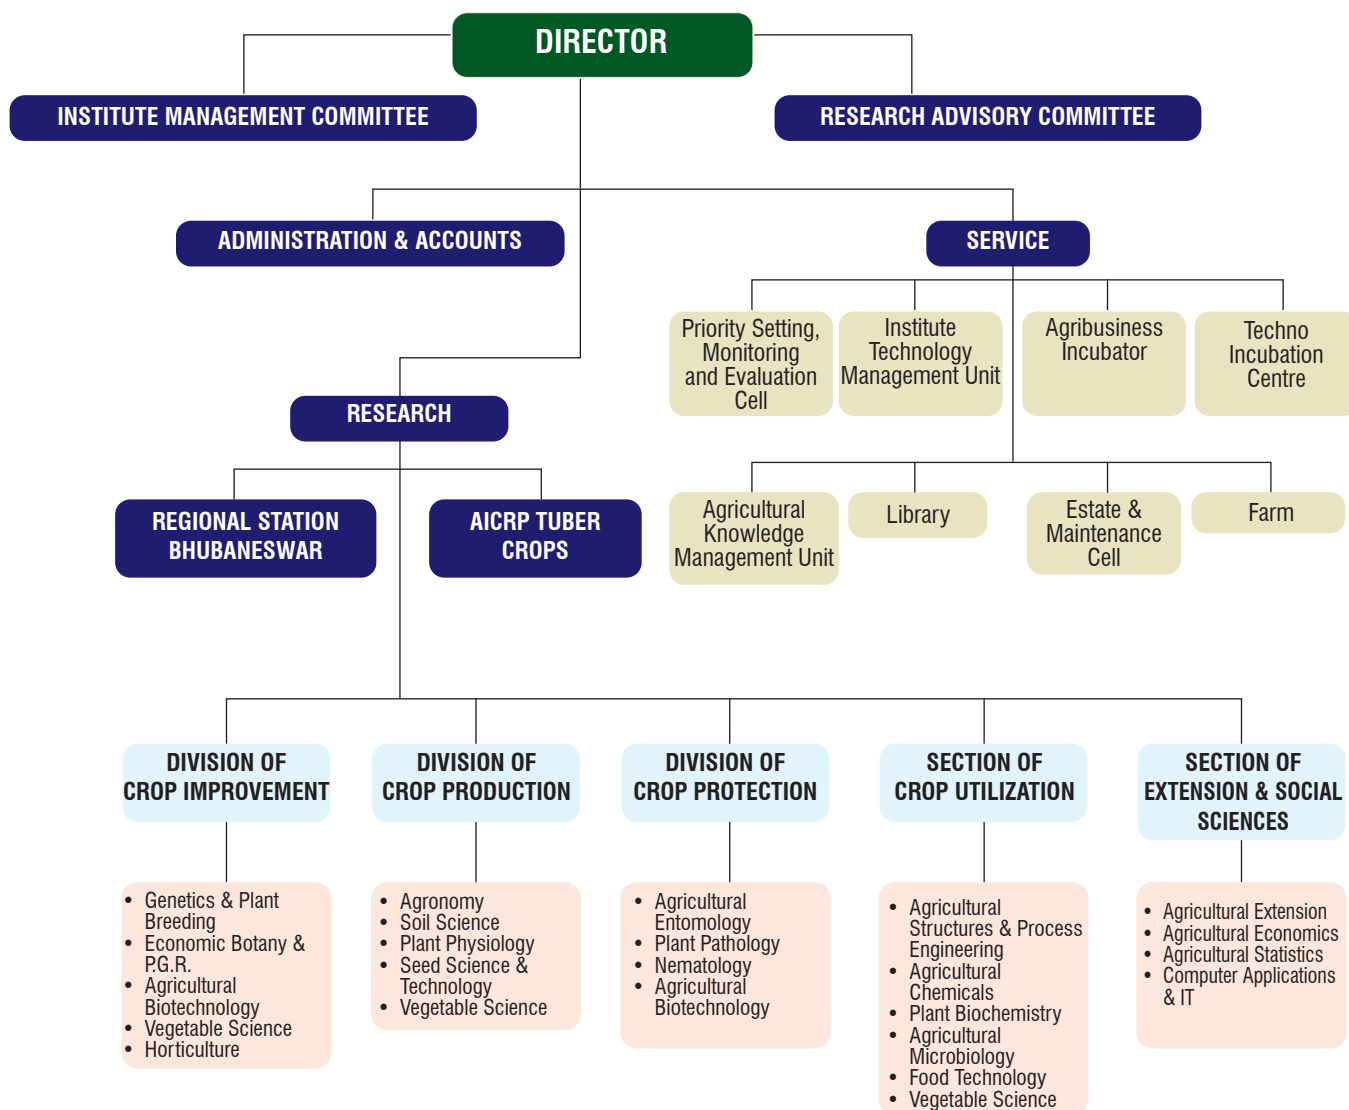 DIRECTOR
INSTITUTE MANAGEMENT COMMITTEE
RESEARCH ADVISORY COMMITTEE
ADMINISTRATION & ACCOUNTS
SERVICE
Priority Setting,
Monitoring
and Evaluation
Cell
Institute
Technology
Management Unit
Agribusiness
Incubator
Techno
Incubation
Centre
RESEARCH
REGIONAL STATION
BHUBANESWAR
AICRP TUBER
CROPS
Agricultural
Knowledge
Management Unit
Library
Estate &
Maintenance
Cell
Farm
DIVISION OF
CROP IMPROVEMENT
DIVISION OF
CROP PRODUCTION
DIVISION OF
CROP PROTECTION
SECTION OF
CROP UTILIZATION
SECTION OF
EXTENSION & SOCIAL
SCIENCES
• Genetics & Plant
Breeding
• Economic Botany &
P.G.R.
• Agricultural
Biotechnology
• Vegetable Science
• Horticulture
• Agronomy
• Soil Science
• Plant Physiology
• Seed Science &
Technology
• Vegetable Science
• Agricultural
Entomology
• Plant Pathology
• Nematology
• Agricultural
Biotechnology
• Agricultural
Structures & Process
Engineering
• Agricultural
Chemicals
• Plant Biochemistry
• Agricultural
Microbiology
• Food Technology
• Vegetable Science
• Agricultural Extension
• Agricultural Economics
• Agricultural Statistics
• Computer Applications
& IT